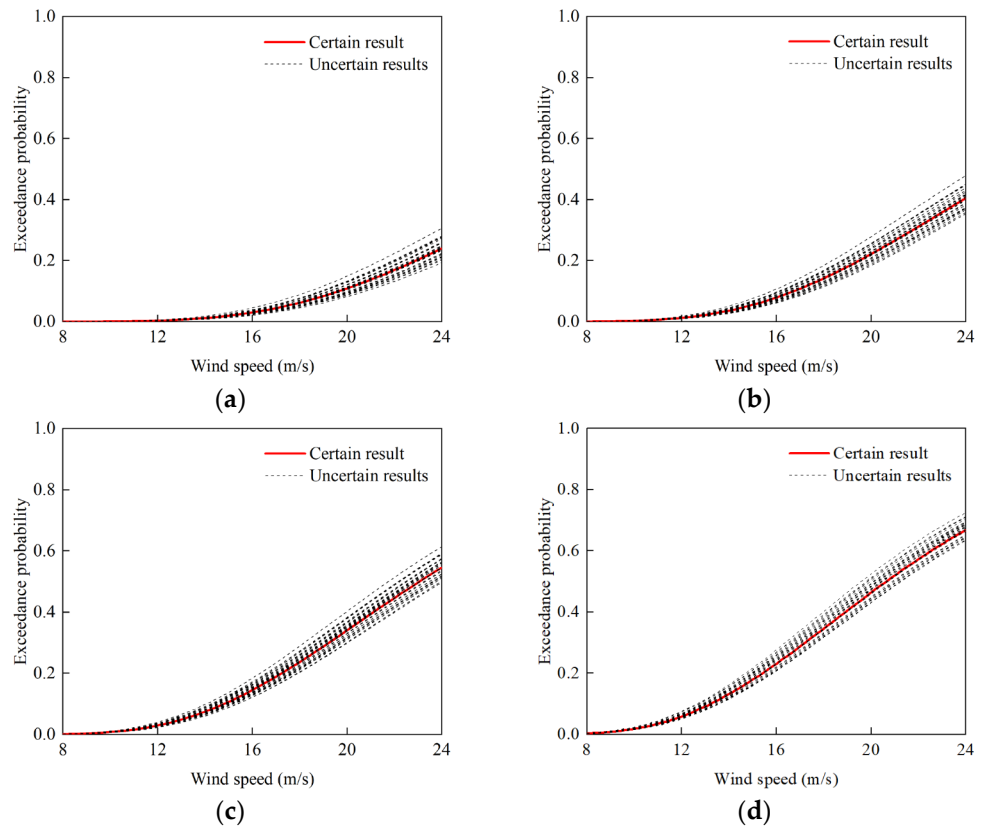 1.0
0.8
0.6
0.4
0.2
0.0
Exceedance probability
Certain result
Uncertain results
8 12 16 20 24
Wind speed (m/s)
(a)
1.0
0.8
0.6
0.4
0.2
0.0
Exceedance probability
Certain result
Uncertain results
8 12 16 20 24
Wind speed (m/s)
(b)
1.0
0.8
0.6
0.4
0.2
0.0
Exceedance probability
Certain result
Uncertain results
8 12 16 20 24
Wind speed (m/s)
(c)
1.0
0.8
0.6
0.4
0.2
0.0
Exceedance probability
Certain result
Uncertain results
8 12 16 20 24
Wind speed (m/s)
(d)